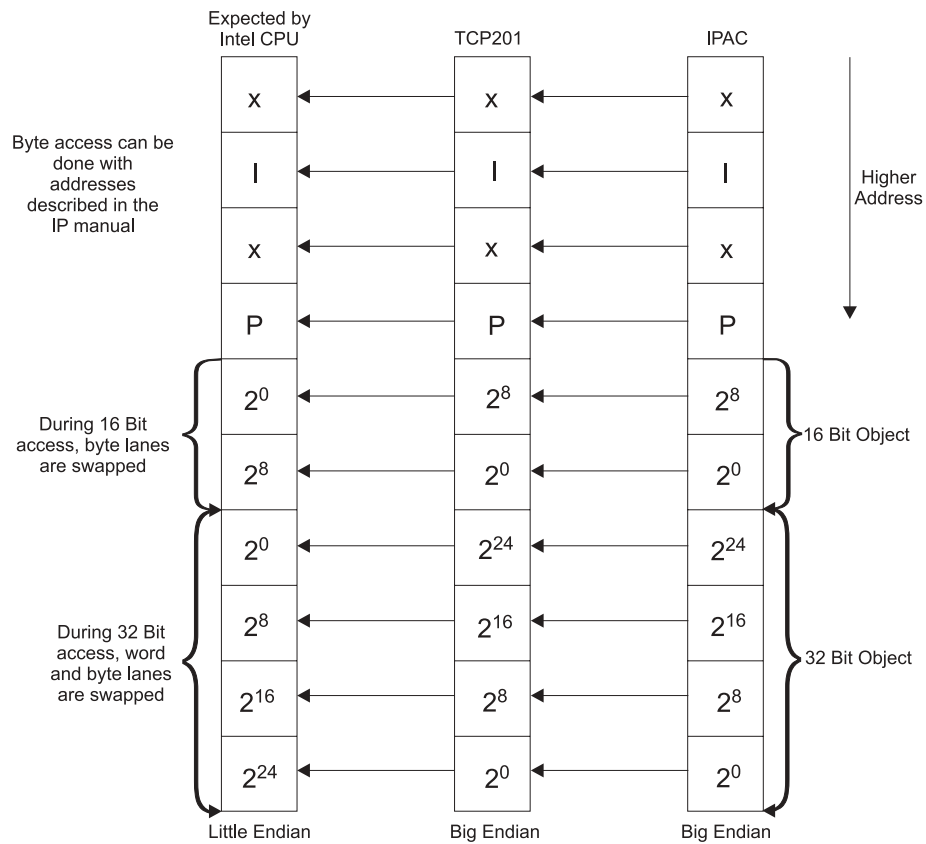 Expected by
Intel CPU
TCP201
IPAC
x
x
x
Byte access can be
done with
addresses
described in the
IP manual
I
I
I
Higher
Address
x
x
x
P
P
P
During 16 Bit
access, byte lanes
are swapped
2⁰
2⁸
2⁸
16 Bit Object
2⁸
2⁰
2⁰
2⁰
2²⁴
2²⁴
During 32 Bit
access, word
and byte lanes
are swapped
2⁸
2¹⁶
2¹⁶
32 Bit Object
2¹⁶
2⁸
2⁸
2²⁴
2⁰
2⁰
Little Endian
Big Endian
Big Endian